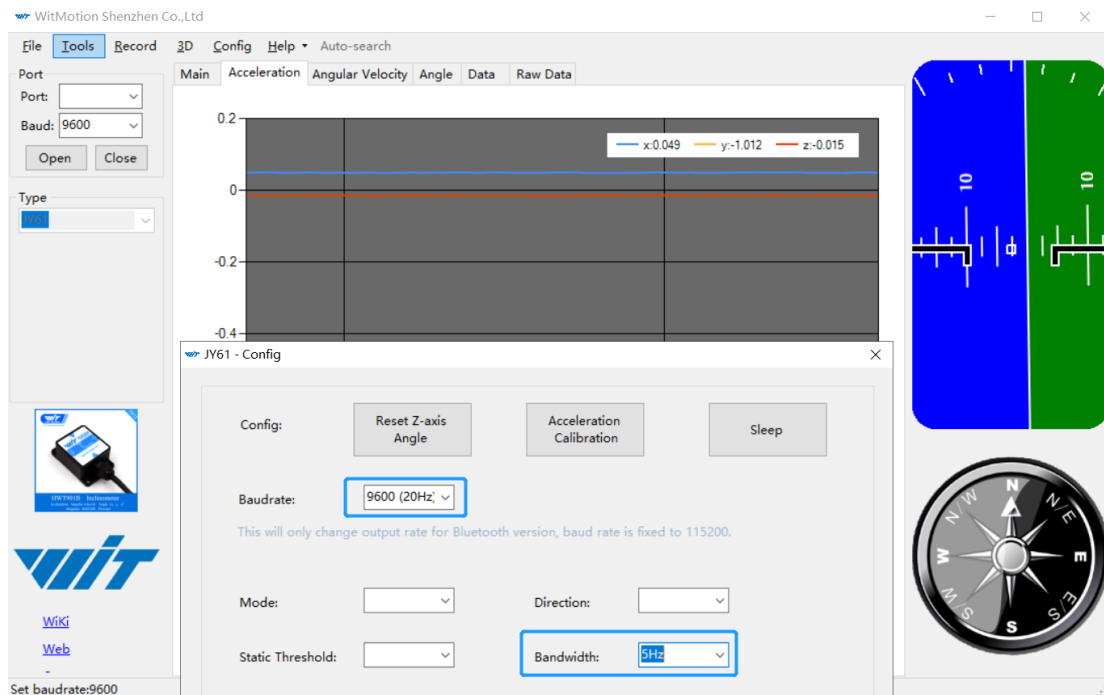 WitMotion Shenzhen Co.,Ltd
File Tools Record 3D Config Help Auto-search
Port
Port:
Baud: 9600
Open Close
Type
JY61
WiKi
Web
Set baudrate:9600
Main Acceleration Angular Velocity Angle Data Raw Data
x:0.049 y:-1.012 z:-0.015
0.2
0
-0.2
-0.4
JY61 - Config
Config:
Reset Z-axis
Angle
Acceleration
Calibration
Sleep
Baudrate: 9600 (20Hz)
This will only change output rate for Bluetooth version, baud rate is fixed to 115200.
Mode: Direction:
Static Threshold: Bandwidth: 5Hz
10 10
N
N/E
E
E/S
S
W/S
W
N/W
WIT
HWT901B Inclinometer